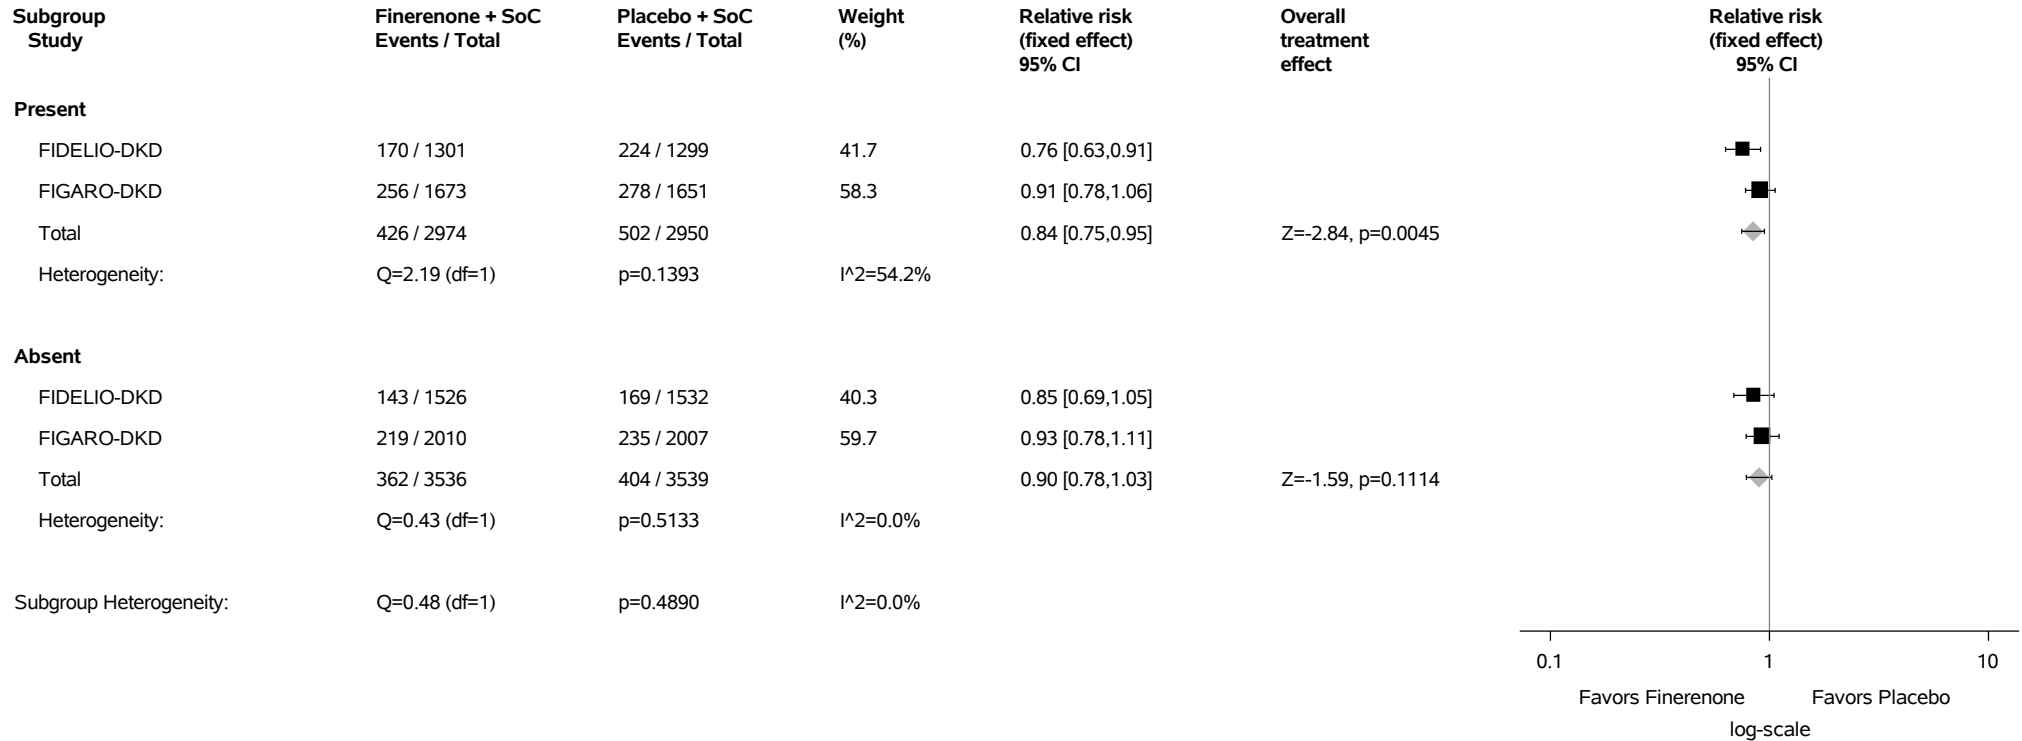 Subgroup Finerenone + SoC Placebo + SoC Weight Relative risk Overall Relative risk
Study Events / Total Events / Total (%) (fixed effect) treatment (fixed effect)
95% CI effect 95% CI
Present
FIDELIO-DKD 170 / 1301 224 / 1299 41.7 0.76 [0.63,0.91]
FIGARO-DKD 256 / 1673 278 / 1651 58.3 0.91 [0.78,1.06]
Total 426 / 2974 502 / 2950 0.84 [0.75,0.95] Z=-2.84, p=0.0045
Heterogeneity: Q=2.19 (df=1) p=0.1393 I^2=54.2%
Absent
FIDELIO-DKD 143 / 1526 169 / 1532 40.3 0.85 [0.69,1.05]
FIGARO-DKD 219 / 2010 235 / 2007 59.7 0.93 [0.78,1.11]
Total 362 / 3536 404 / 3539 0.90 [0.78,1.03] Z=-1.59, p=0.1114
Heterogeneity: Q=0.43 (df=1) p=0.5133 I^2=0.0%
Subgroup Heterogeneity: Q=0.48 (df=1) p=0.4890 I^2=0.0%
0.1 1 10
Favors Finerenone Favors Placebo
log-scale